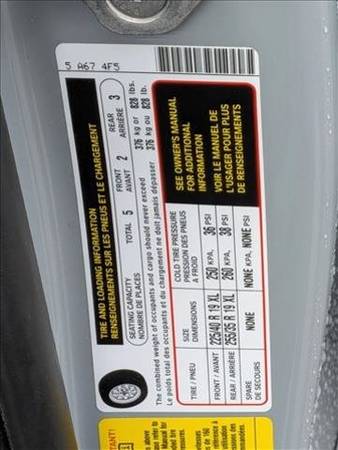 5 A67 4F5
TIRE AND LOADING INFORMATION
RENSEIGNEMENTS SUR LES PNEUS ET LE CHARGEMENT
SEATING CAPACITY
NOMBRE DE PLACES
TOTAL 5
FRONT
AVANT 2
REAR
ARRIÈRE 3
The combined weight of occupants and cargo should never exceed 376 kg or 828 lbs.
Le poids total des occupants et du chargement ne doit jamais dépasser 376 kg ou 828 lb.
TIRE / PNEU
SIZE
DIMENSIONS
COLD TIRE PRESSURE
PRESSION DES PNEUS
À FROID
FRONT / AVANT 225/40 R 19 XL 250 KPA, 36 PSI
REAR / ARRIÈRE 255/35 R 19 XL 260 KPA, 38 PSI
SPARE
DE SECOURS
NONE NONE KPA, NONE PSI
SEE OWNER'S MANUAL
FOR ADDITIONAL
INFORMATION
VOIR LE MANUEL DE
L'USAGER POUR PLUS
DE RENSEIGNEMENTS